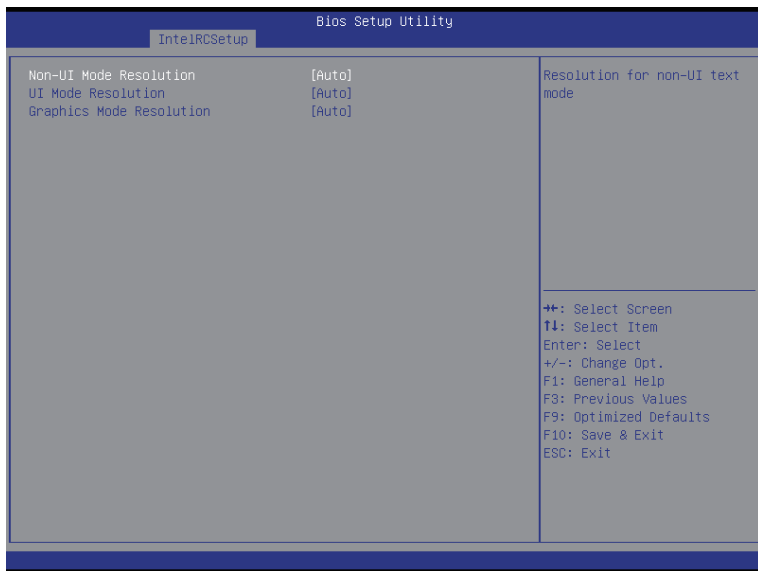 Bios Setup Utility
IntelRCSetup
Non-UI Mode Resolution [Auto]
UI Mode Resolution [Auto]
Graphics Mode Resolution [Auto]
Resolution for non-UI text
mode
→←: Select Screen
↑↓: Select Item
Enter: Select
+/-: Change Opt.
F1: General Help
F3: Previous Values
F9: Optimized Defaults
F10: Save & Exit
ESC: Exit